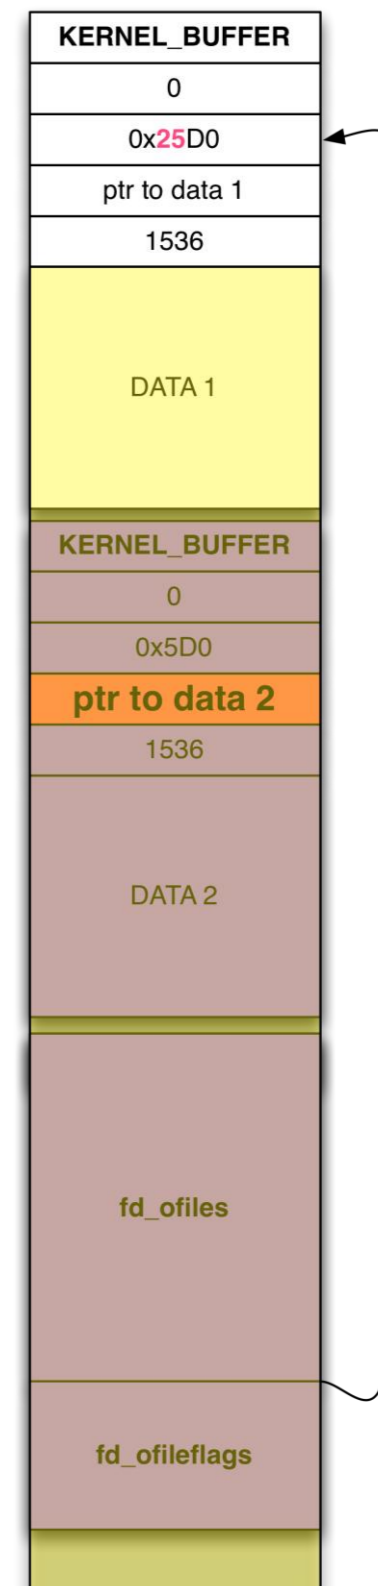 KERNEL_BUFFER
0
0x25D0
ptr to data 1
1536
DATA 1
KERNEL_BUFFER
0
0x5D0
ptr to data 2
1536
DATA 2
fd_ofiles
fd_ofileflags